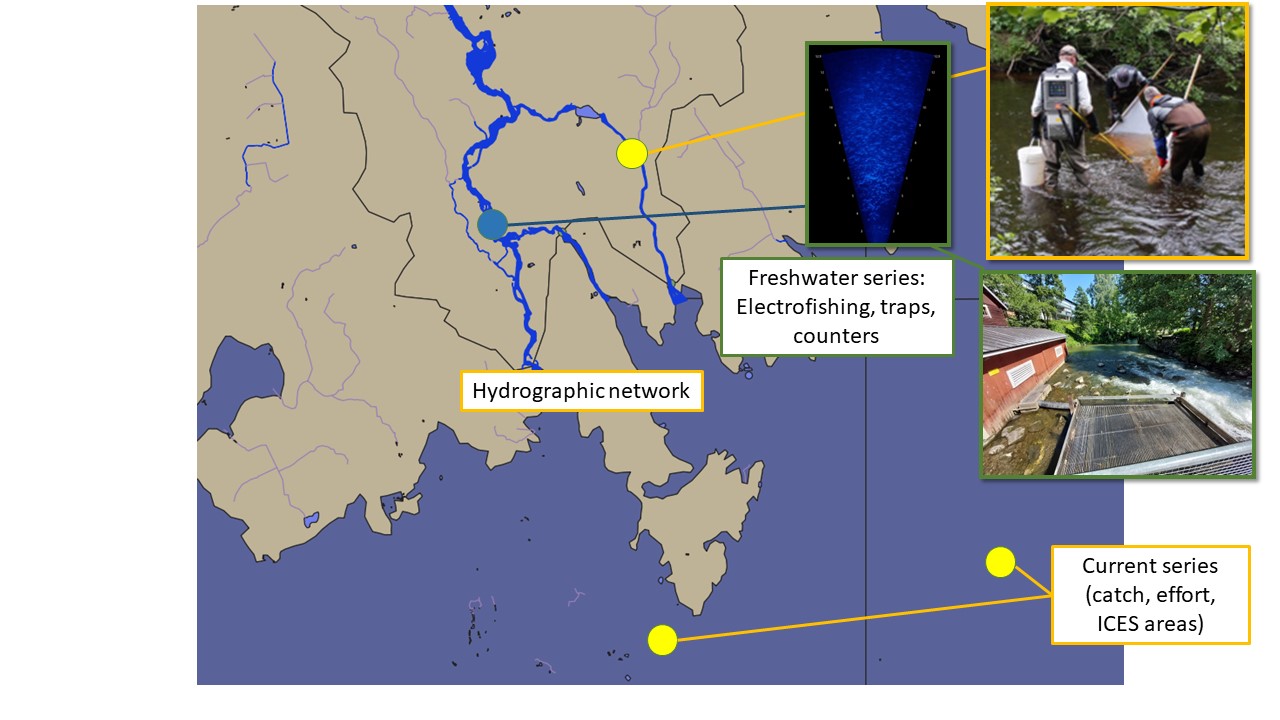 Freshwater series:
Electrofishing, traps,
counters
Hydrographic network
Current series
(catch, effort,
ICES areas)